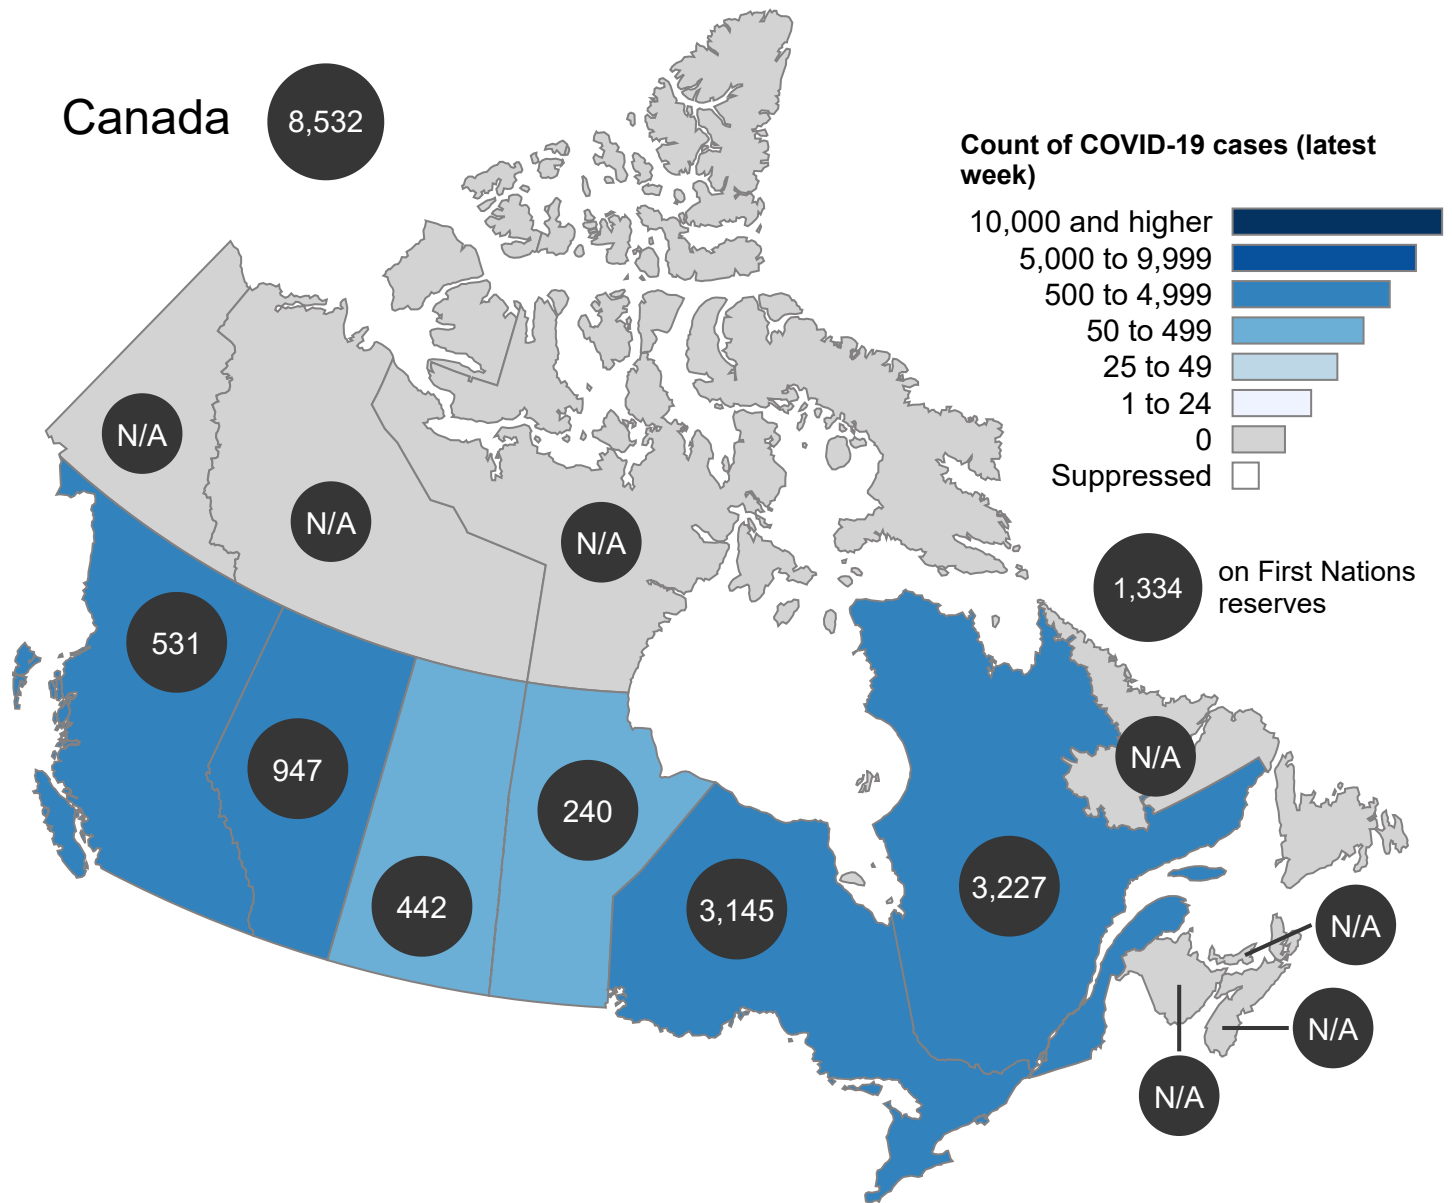 Canada
8,532
Count of COVID-19 cases (latest
week)
10,000 and higher
5,000 to 9,999
500 to 4,999
50 to 499
25 to 49
1 to 24
0
Suppressed
N/A
N/A
N/A
1,334
on First Nations
reserves
531
947
442
240
3,145
3,227
N/A
N/A
N/A
N/A